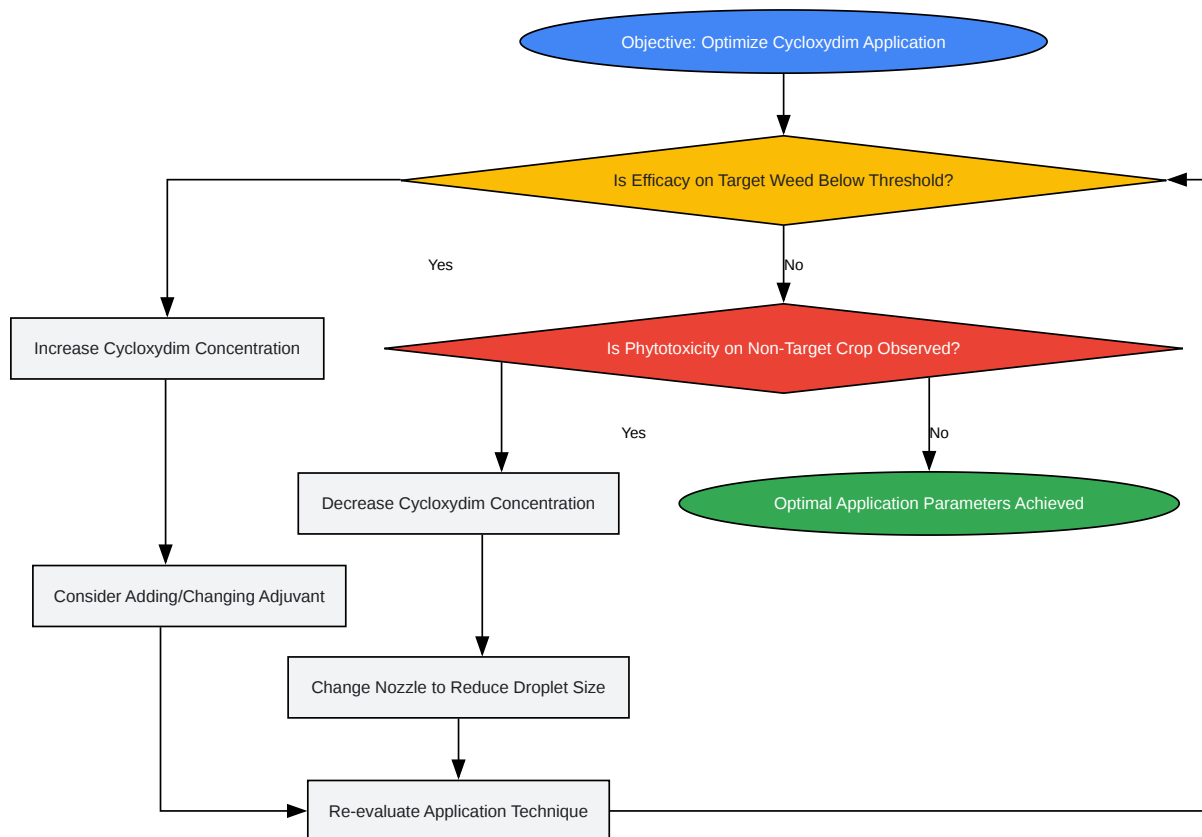 Objective: Optimize Cycloxydim Application
Is Efficacy on Target Weed Below Threshold?
Yes
No
Increase Cycloxydim Concentration
Is Phytotoxicity on Non-Target Crop Observed?
Yes
No
Decrease Cycloxydim Concentration
Optimal Application Parameters Achieved
Consider Adding/Changing Adjuvant
Change Nozzle to Reduce Droplet Size
Re-evaluate Application Technique